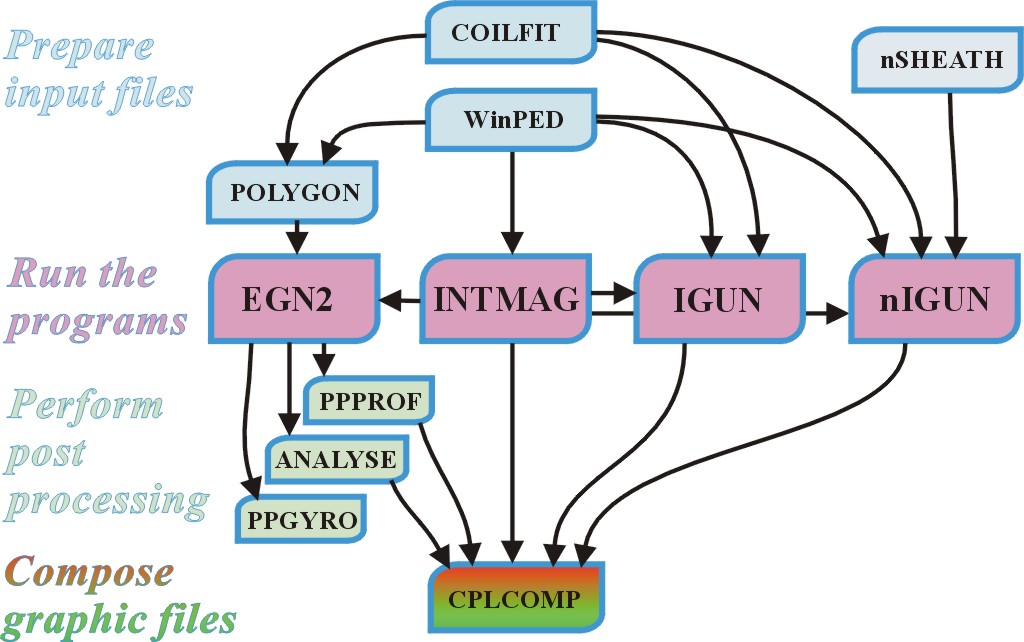 Prepare
input files
COILFIT
nSHEATH
WinPED
POLYGON
Run the
programs
EGN2
INTMAG
IGUN
nIGUN
Perform
post
processing
PPPROF
ANALYSE
PPGYRO
Compose
graphic files
CPLCOMP